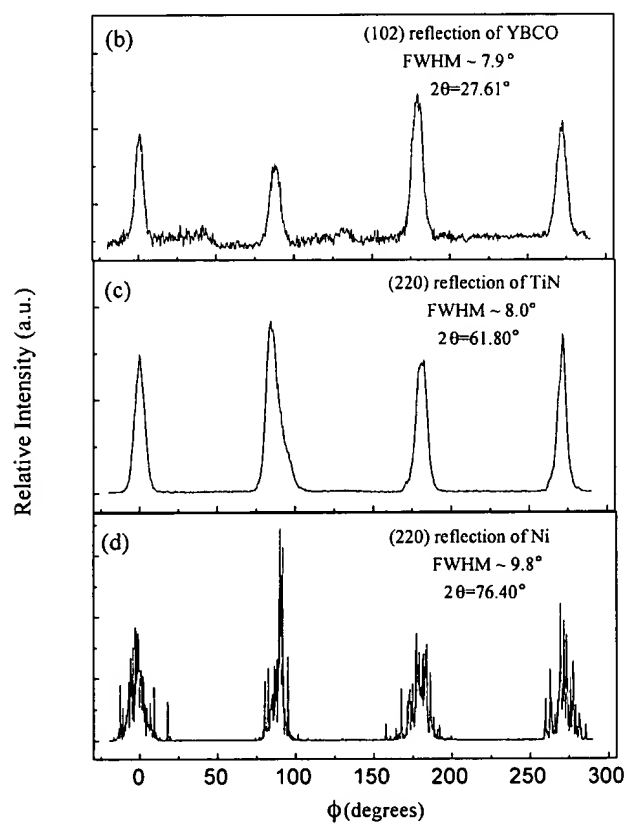 (b)
(102) reflection of YBCO
FWHM ~ 7.9°
2θ=27.61°
(c)
(220) reflection of TiN
FWHM ~ 8.0°
2θ=61.80°
Relative Intensity (a.u.)
(d)
(220) reflection of Ni
FWHM ~ 9.8°
2θ=76.40°
0 50 100 150 200 250 300
ϕ (degrees)